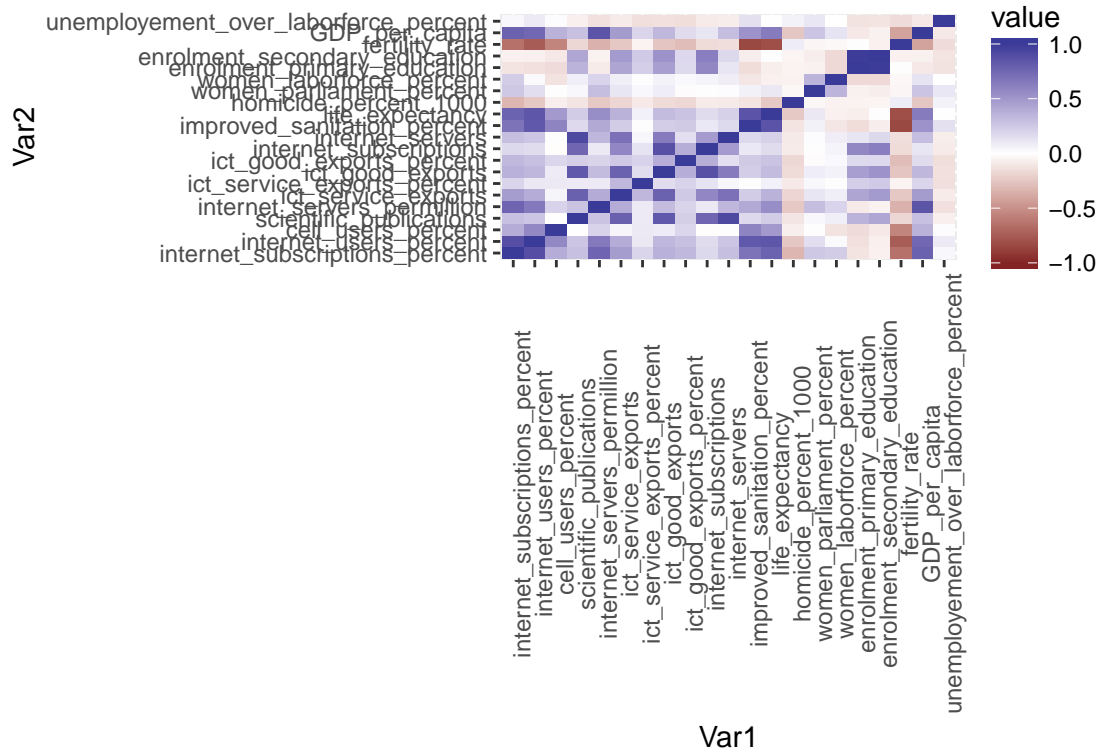 unemployement_over_laborforce_percent
GDP_per_capita
fertility_rate
enrolment_secondary_education
enrolment_primary_education
women_laborforce_percent
women_parliament_percent
homicide_percent_1000
life_expectancy
improved_sanitation_percent
internet_servers
internet_subscriptions
ict_good_exports_percent
ict_good_exports
ict_service_exports_percent
ict_service_exports
internet_servers_permillion
scientific_publications
cell_users_percent
internet_users_percent
internet_subscriptions_percent
Var2
value
1.0
0.5
0.0
−0.5
−1.0
internet_subscriptions_percent
internet_users_percent
cell_users_percent
scientific_publications
internet_servers_permillion
ict_service_exports
ict_service_exports_percent
ict_good_exports
ict_good_exports_percent
internet_subscriptions
internet_servers
improved_sanitation_percent
life_expectancy
homicide_percent_1000
women_parliament_percent
women_laborforce_percent
enrolment_primary_education
enrolment_secondary_education
fertility_rate
GDP_per_capita
unemployement_over_laborforce_percent
Var1